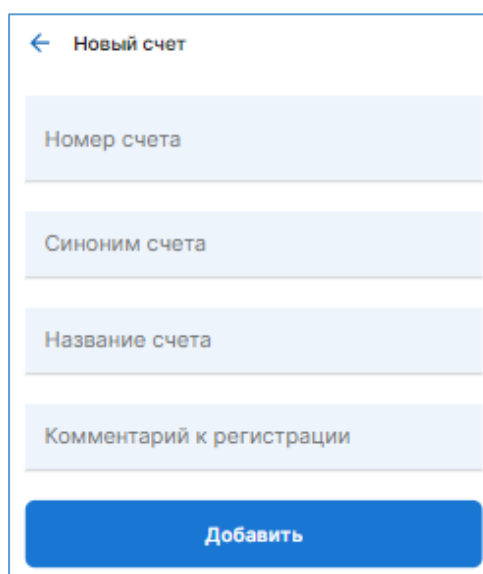 Новый счет
Номер счета
Синоним счета
Название счета
Комментарий к регистрации
Добавить